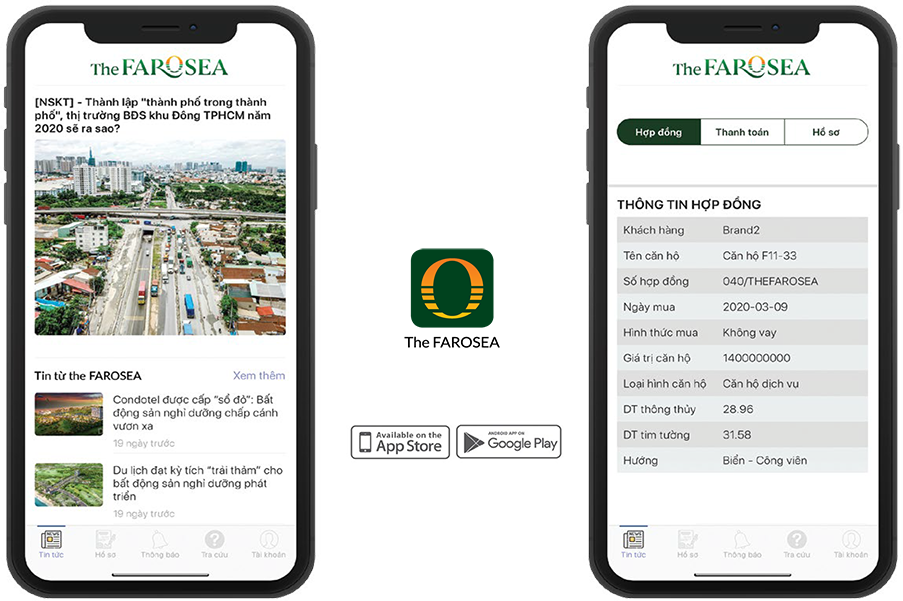 The FAROSEA
[NSKT] - Thành lập "thành phố trong thành
phố", thị trường BĐS khu Đông TPHCM năm
2020 sẽ ra sao?
Tin từ the FAROSEA
Xem thêm
Condotel được cấp “sổ đỏ”: Bất
động sản nghỉ dưỡng chấp cánh
vươn xa
19 ngày trước
Du lịch đạt kỳ tích “trải thảm” cho
bất động sản nghỉ dưỡng phát
triển
19 ngày trước
Tin tức
Hồ sơ
Thông báo
Tra cứu
Tài khoản
The FAROSEA
Available on the
App Store
ANDROID APP ON
Google Play
The FAROSEA
Hợp đồng
Thanh toán
Hồ sơ
THÔNG TIN HỢP ĐỒNG
Khách hàng Brand2
Tên căn hộ Căn hộ F11-33
Số hợp đồng 040/THEFAROSEA
Ngày mua 2020-03-09
Hình thức mua Không vay
Giá trị căn hộ 1400000000
Loại hình căn hộ Căn hộ dịch vụ
DT thông thủy 28.96
DT tim tường 31.58
Hướng Biển - Công viên
Tin tức
Hồ sơ
Thông báo
Tra cứu
Tài khoản